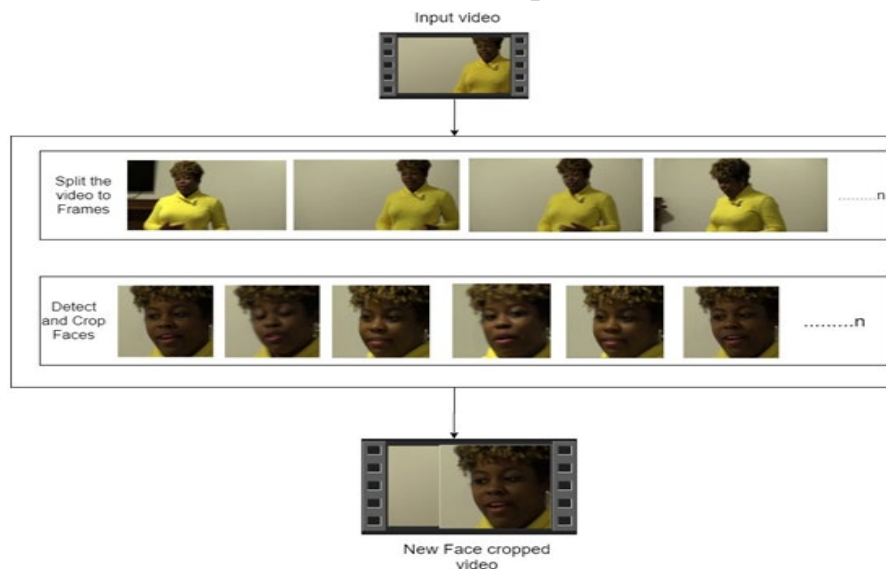 Input video
Split the
video to
Frames
.........n
Detect
and Crop
Faces
.........n
New Face cropped
video